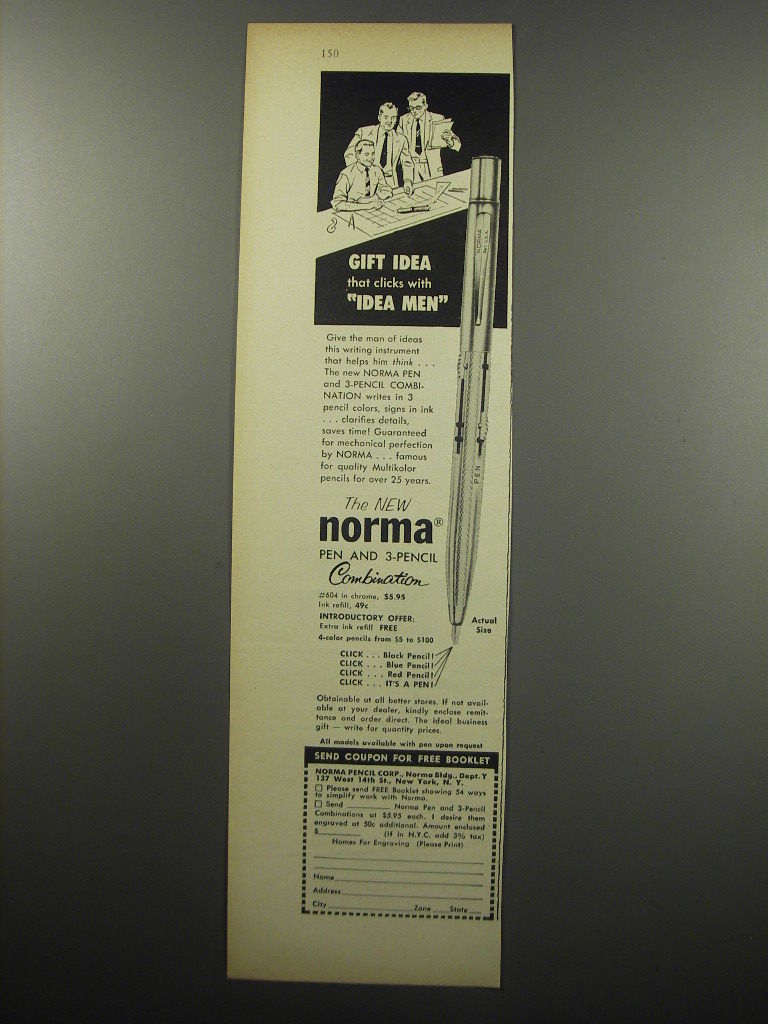 150
NORMA
PEN
GIFT IDEA
that clicks with
"IDEA MEN"
Give the man of ideas
this writing instrument
that helps him think . . .
The new NORMA PEN
and 3-PENCIL COMBI-
NATION writes in 3
pencil colors, signs in ink
. . . clarifies details,
saves time! Guaranteed
for mechanical perfection
by NORMA . . . famous
for quality Multikolor
pencils for over 25 years.
The NEW
norma®
PEN AND 3-PENCIL
Combination
#604 in chrome, $5.95
Ink refill, 49c
INTRODUCTORY OFFER:
Extra ink refill FREE
4-color pencils from $5 to $100
Actual
Size
CLICK . . . Black Pencil!
CLICK . . . Blue Pencil!
CLICK . . . Red Pencil!
CLICK . . . IT'S A PEN!
Obtainable at all better stores. If not avail-
able at your dealer, kindly enclose remit-
tance and order direct. The ideal business
gift — write for quantity prices.
All models available with pen upon request
SEND COUPON FOR FREE BOOKLET
NORMA PENCIL CORP., Norma Bldg., Dept. Y
137 West 14th St., New York, N. Y.
Please send FREE Booklet showing 54 ways
to simplify work with Norma.
Send Norma Pen and 3-Pencil
Combinations at $5.95 each. I desire them
engraved at 50c additional. Amount enclosed
$ (If in N.Y.C. add 3% tax)
Names For Engraving (Please Print)
Name
Address
City Zone State